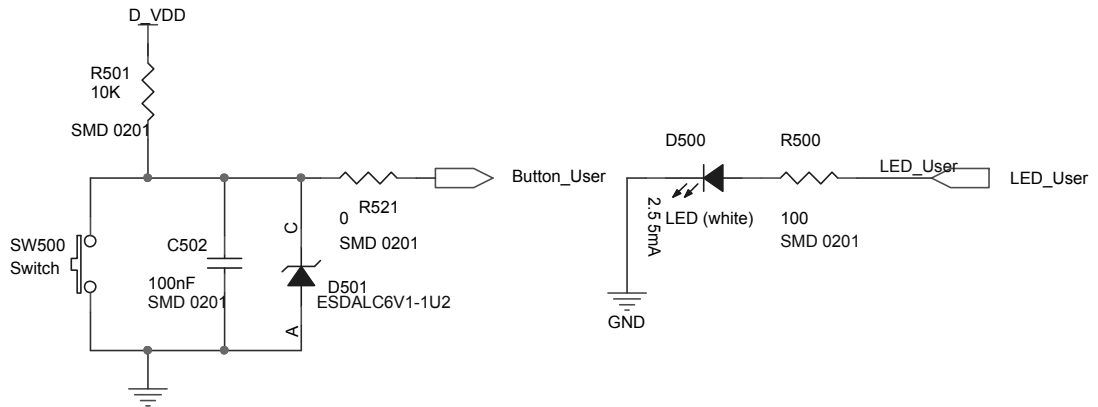 D_VDD
R501
10K
SMD 0201
SW500
Switch
C502
100nF
SMD 0201
C
A
D501
ESDALC6V1-1U2
R521
0
SMD 0201
Button_User
D500
LED (white)
2.5 5mA
R500
100
SMD 0201
LED_User
LED_User
GND